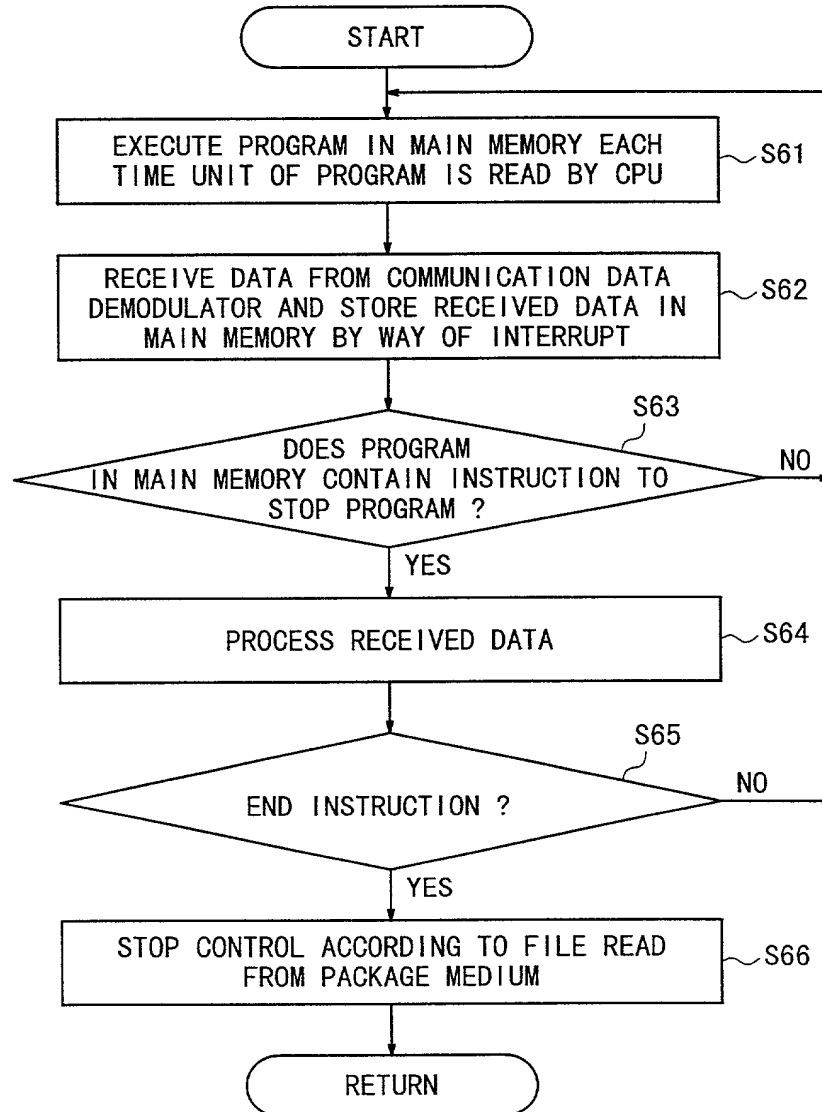 START
EXECUTE PROGRAM IN MAIN MEMORY EACH
TIME UNIT OF PROGRAM IS READ BY CPU
S61
RECEIVE DATA FROM COMMUNICATION DATA
DEMODULATOR AND STORE RECEIVED DATA IN
MAIN MEMORY BY WAY OF INTERRUPT
S62
S63
DOES PROGRAM
IN MAIN MEMORY CONTAIN INSTRUCTION TO
STOP PROGRAM ?
NO
YES
PROCESS RECEIVED DATA
S64
S65
END INSTRUCTION ?
NO
YES
STOP CONTROL ACCORDING TO FILE READ
FROM PACKAGE MEDIUM
S66
RETURN